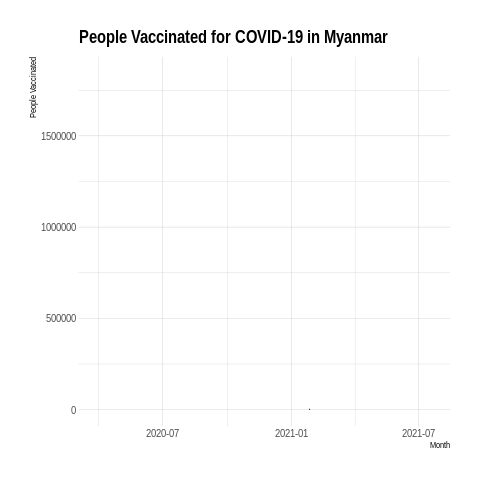 People Vaccinated for COVID-19 in Myanmar
People Vaccinated
1500000
1000000
500000
0
2020-07
2021-01
2021-07
Month